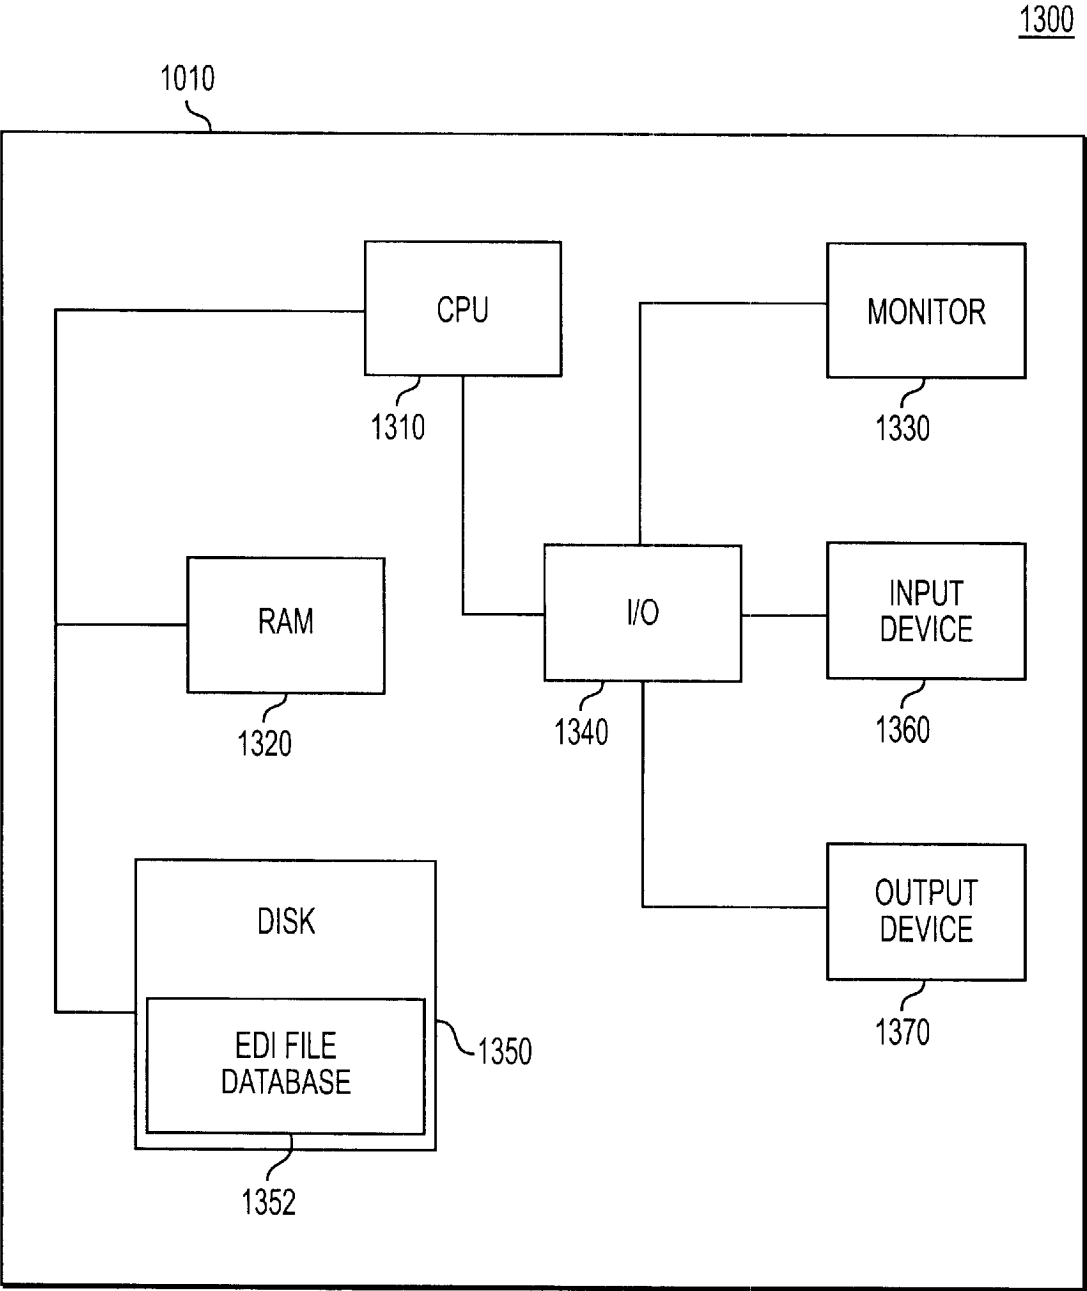 1300
1010
CPU
1310
MONITOR
1330
RAM
1320
I/O
1340
INPUT
DEVICE
1360
DISK
EDI FILE
DATABASE
1350
1352
OUTPUT
DEVICE
1370